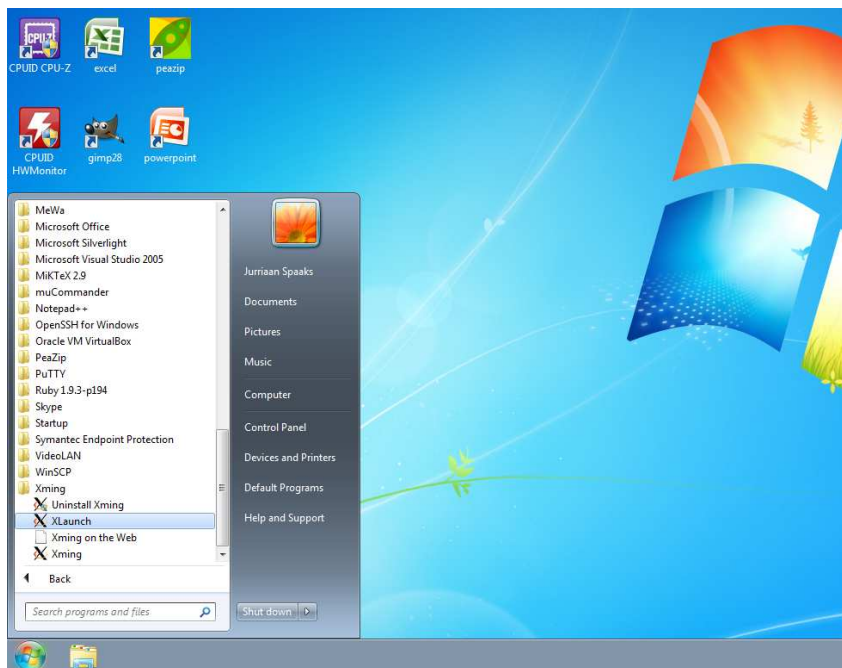 CPUID CPU-Z
excel
peazip
CPUID
HWMonitor
gimp28
powerpoint
MeWa
Microsoft Office
Microsoft Silverlight
Microsoft Visual Studio 2005
MiKTeX 2.9
muCommander
Notepad++
OpenSSH for Windows
Oracle VM VirtualBox
PeaZip
PuTTY
Ruby 1.9.3-p194
Skype
Startup
Symantec Endpoint Protection
VideoLAN
WinSCP
Xming
Uninstall Xming
XLaunch
Xming on the Web
Xming
Back
Search programs and files
Jurriaan Spaaks
Documents
Pictures
Music
Computer
Control Panel
Devices and Printers
Default Programs
Help and Support
Shut down